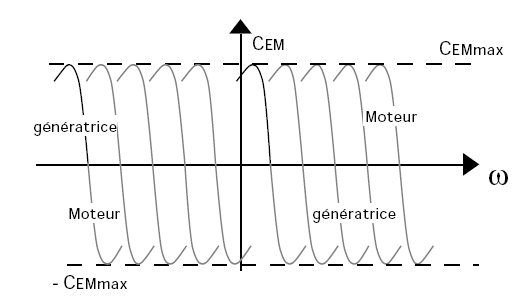 CEM
CEMmax
Moteur
génératrice
ω
Moteur
génératrice
- CEMmax